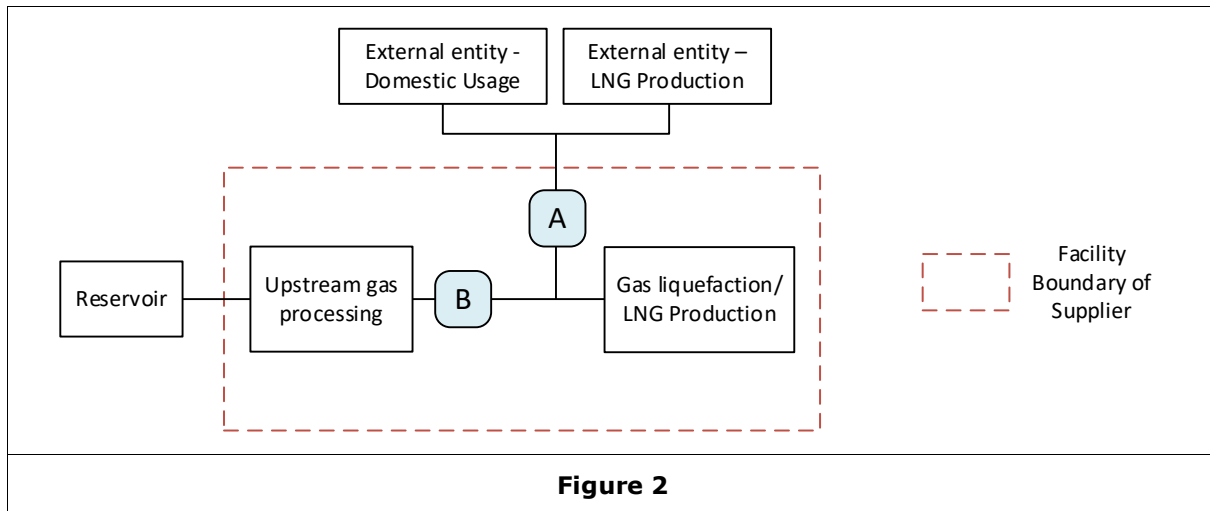 External entity -
Domestic Usage
External entity –
LNG Production
A
Reservoir
Upstream gas
processing
B
Gas liquefaction/
LNG Production
Facility
Boundary of
Supplier
Figure 2